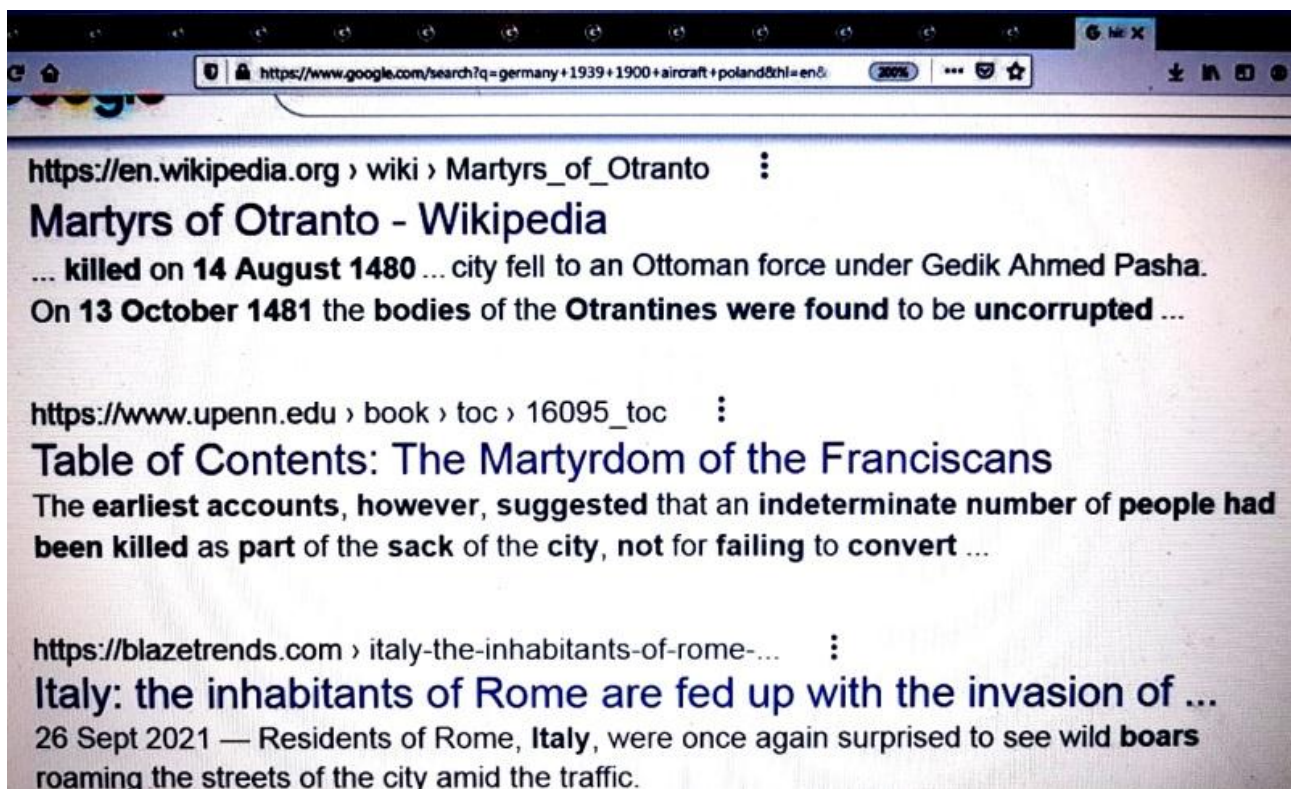 G hit X
https://www.google.com/search?q=germany+1939+1900+aircraft+poland&hl=en&
200%
https://en.wikipedia.org › wiki › Martyrs_of_Otranto
Martyrs of Otranto - Wikipedia
... killed on 14 August 1480 ... city fell to an Ottoman force under Gedik Ahmed Pasha.
On 13 October 1481 the bodies of the Otrantines were found to be uncorrupted ...
https://www.upenn.edu › book › toc › 16095_toc
Table of Contents: The Martyrdom of the Franciscans
The earliest accounts, however, suggested that an indeterminate number of people had
been killed as part of the sack of the city, not for failing to convert ...
https://blazetrends.com › italy-the-inhabitants-of-rome-...
Italy: the inhabitants of Rome are fed up with the invasion of ...
26 Sept 2021 — Residents of Rome, Italy, were once again surprised to see wild boars
roaming the streets of the city amid the traffic.